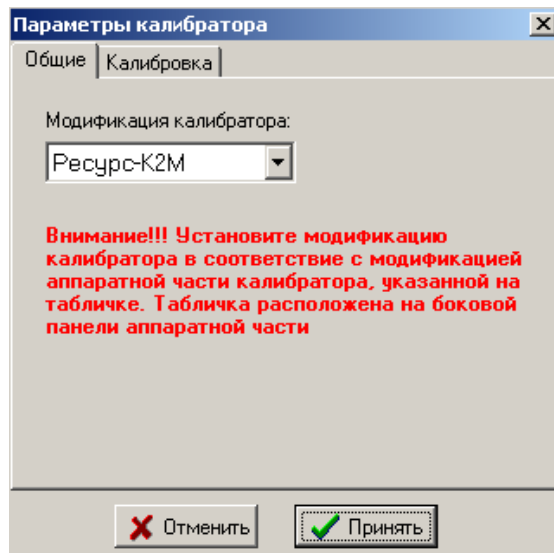 Параметры калибратора
Общие Калибровка
Модификация калибратора:
Ресурс-К2М
Внимание!!! Установите модификацию
калибратора в соответствие с модификацией
аппаратной части калибратора, указанной на
табличке. Табличка расположена на боковой
панели аппаратной части
Отменить Принять